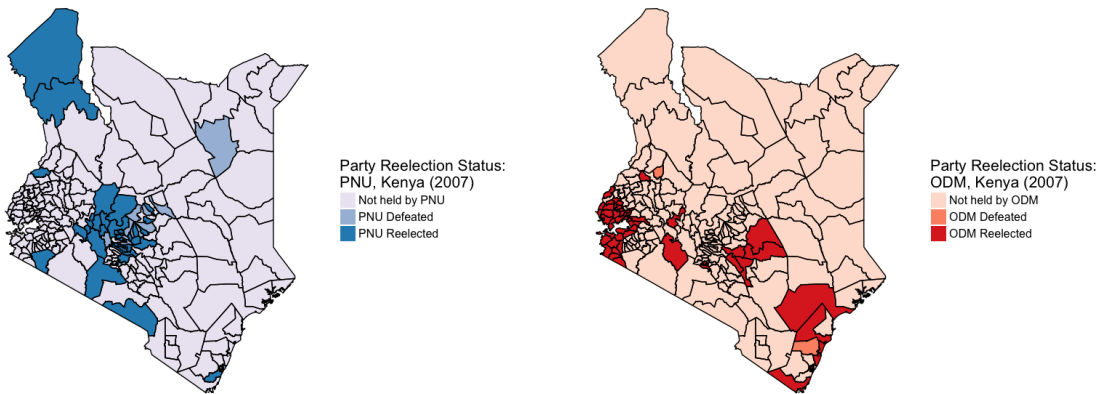 Party Reelection Status:
PNU, Kenya (2007)
Not held by PNU
PNU Defeated
PNU Reelected
Party Reelection Status:
ODM, Kenya (2007)
Not held by ODM
ODM Defeated
ODM Reelected